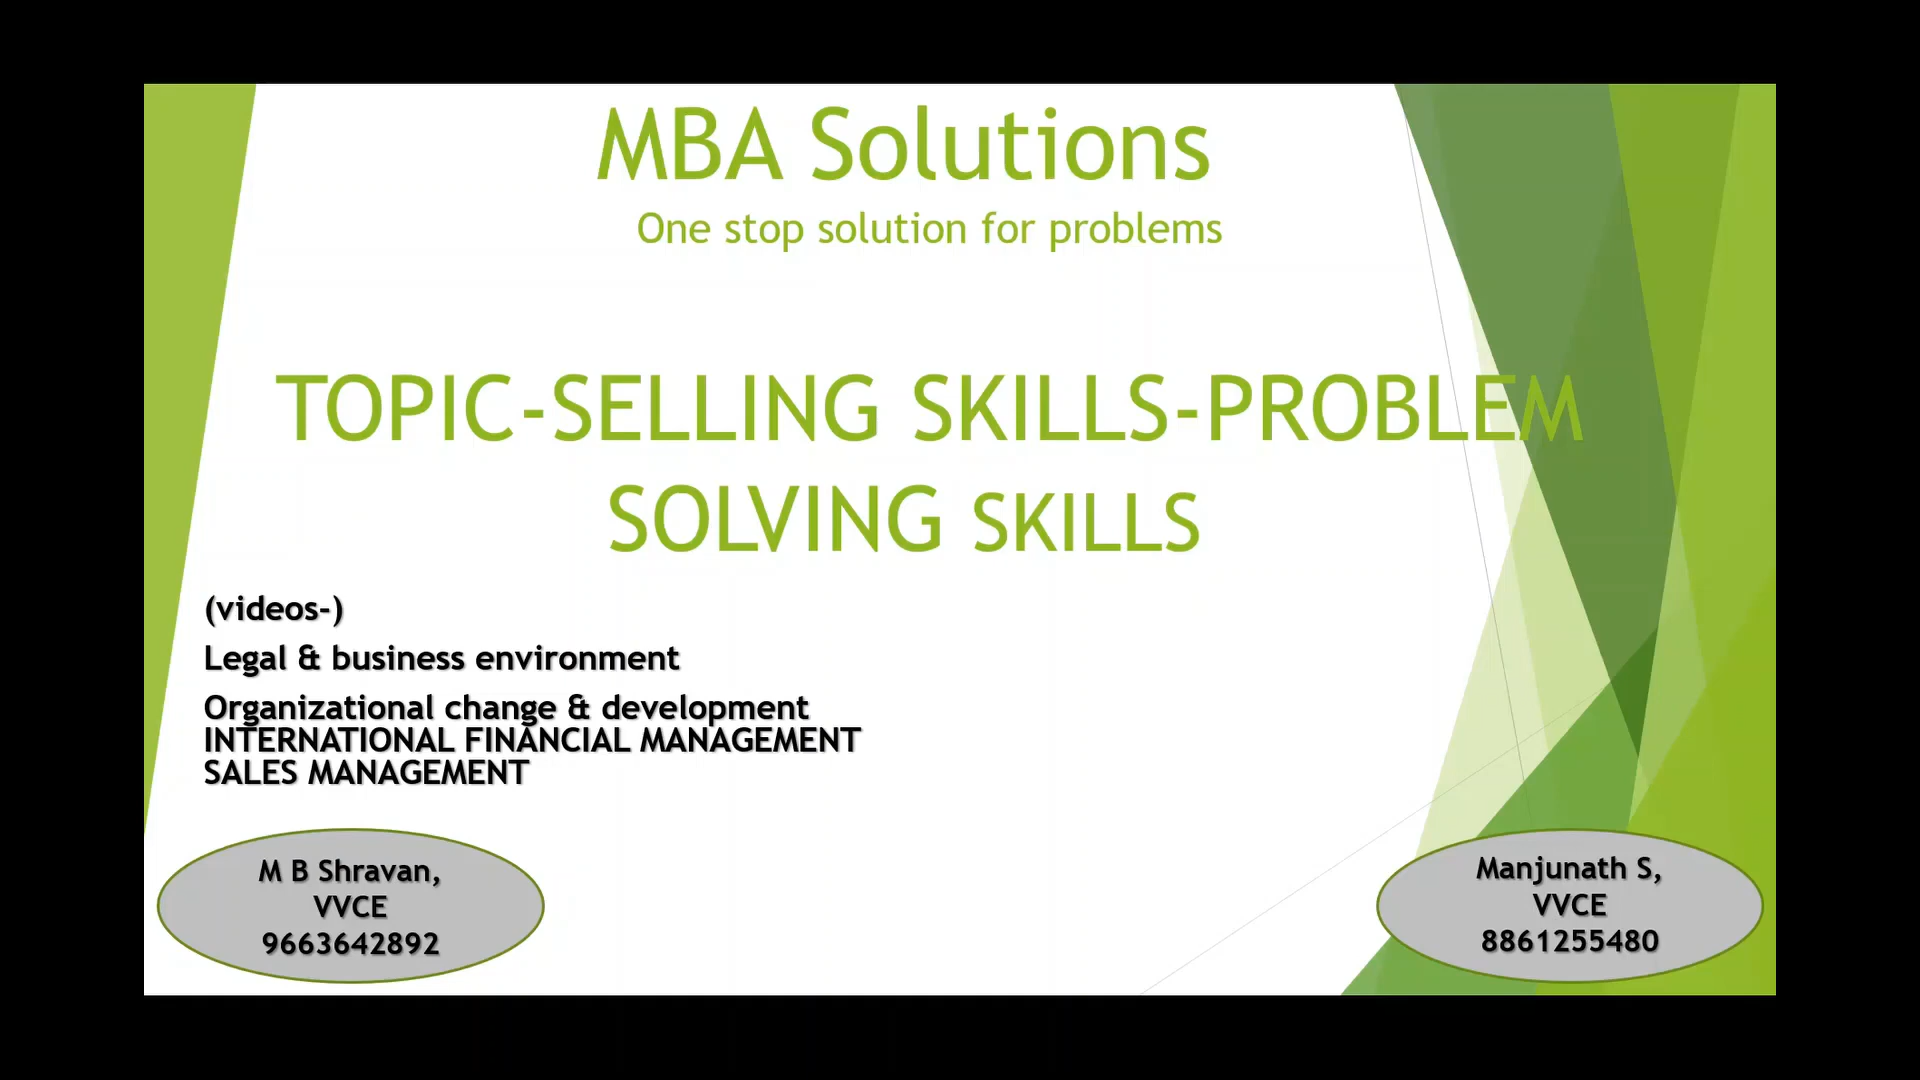 MBA Solutions
One stop solution for problems
TOPIC-SELLING SKILLS-PROBLEM
SOLVING SKILLS
(videos-)
Legal & business environment
Organizational change & development
INTERNATIONAL FINANCIAL MANAGEMENT
SALES MANAGEMENT
M B Shravan,
VVCE
9663642892
Manjunath S,
VVCE
8861255480